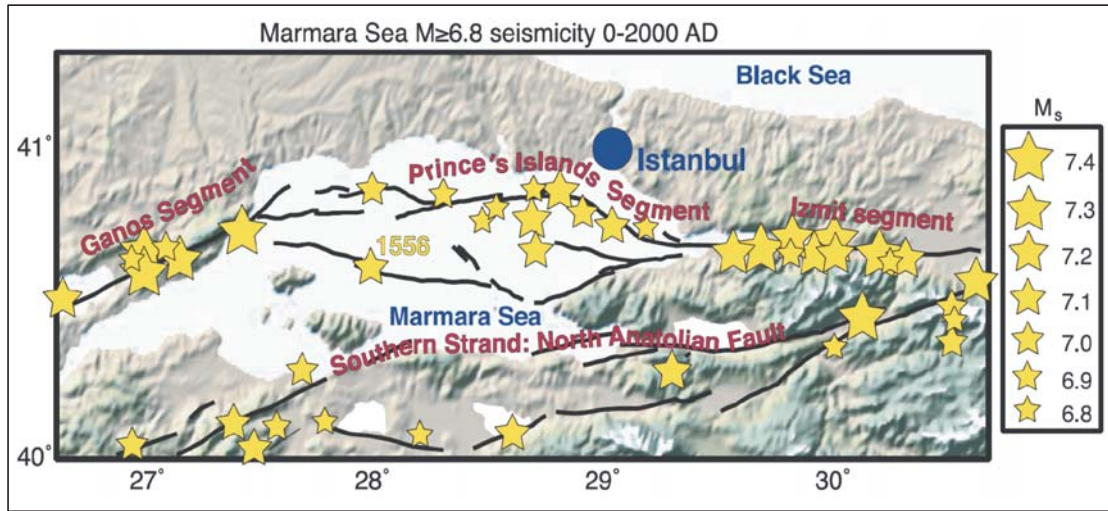 Marmara Sea M≥6.8 seismicity 0-2000 AD
Black Sea
Ms
41°
Istanbul
Prince's Islands Segment
Ganos Segment
Izmit segment
1556
Marmara Sea
Southern Strand: North Anatolian Fault
40°
27°
28°
29°
30°
7.4
7.3
7.2
7.1
7.0
6.9
6.8